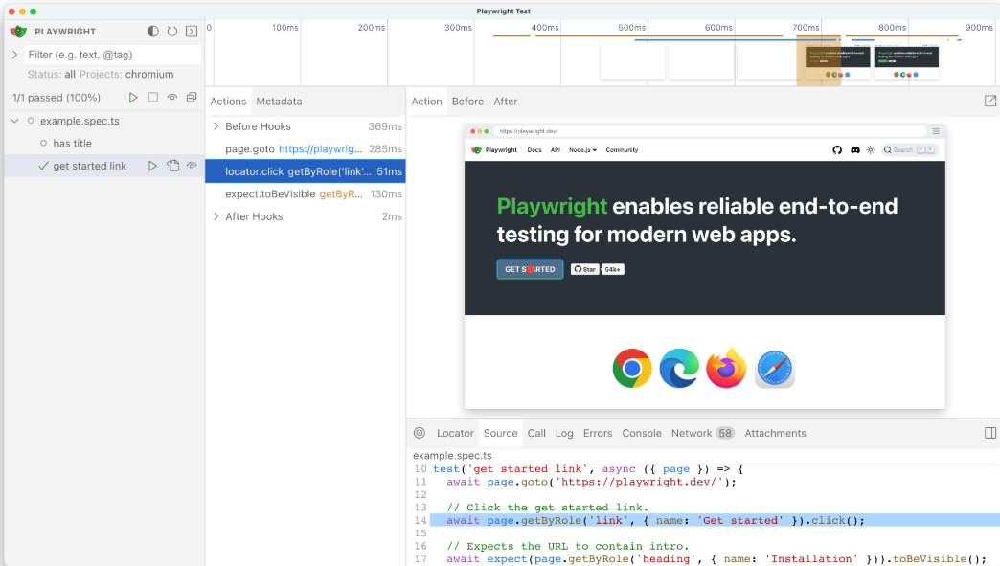 Playwright Test
PLAYWRIGHT
Filter (e.g. text, @tag)
Status: all Projects: chromium
1/1 passed (100%)
example.spec.ts
has title
get started link
0 100ms 200ms 300ms 400ms 500ms 600ms 700ms 800ms 900ms
Actions Metadata
Before Hooks 369ms
page.goto https://playwrig... 285ms
locator.click getByRole('link'... 51ms
expect.toBeVisible getByR... 130ms
After Hooks 2ms
Action Before After
https://playwright.dev/
Playwright Docs API Node.js Community Search
Playwright enables reliable end-to-end
testing for modern web apps.
GET STARTED Star 54k+
Locator Source Call Log Errors Console Network 58 Attachments
example.spec.ts
10 test('get started link', async ({ page }) => {
11 await page.goto('https://playwright.dev/');
12
13 // Click the get started link.
14 await page.getByRole('link', { name: 'Get started' }).click();
15
16 // Expects the URL to contain intro.
17 await expect(page.getByRole('heading', { name: 'Installation' })).toBeVisible();